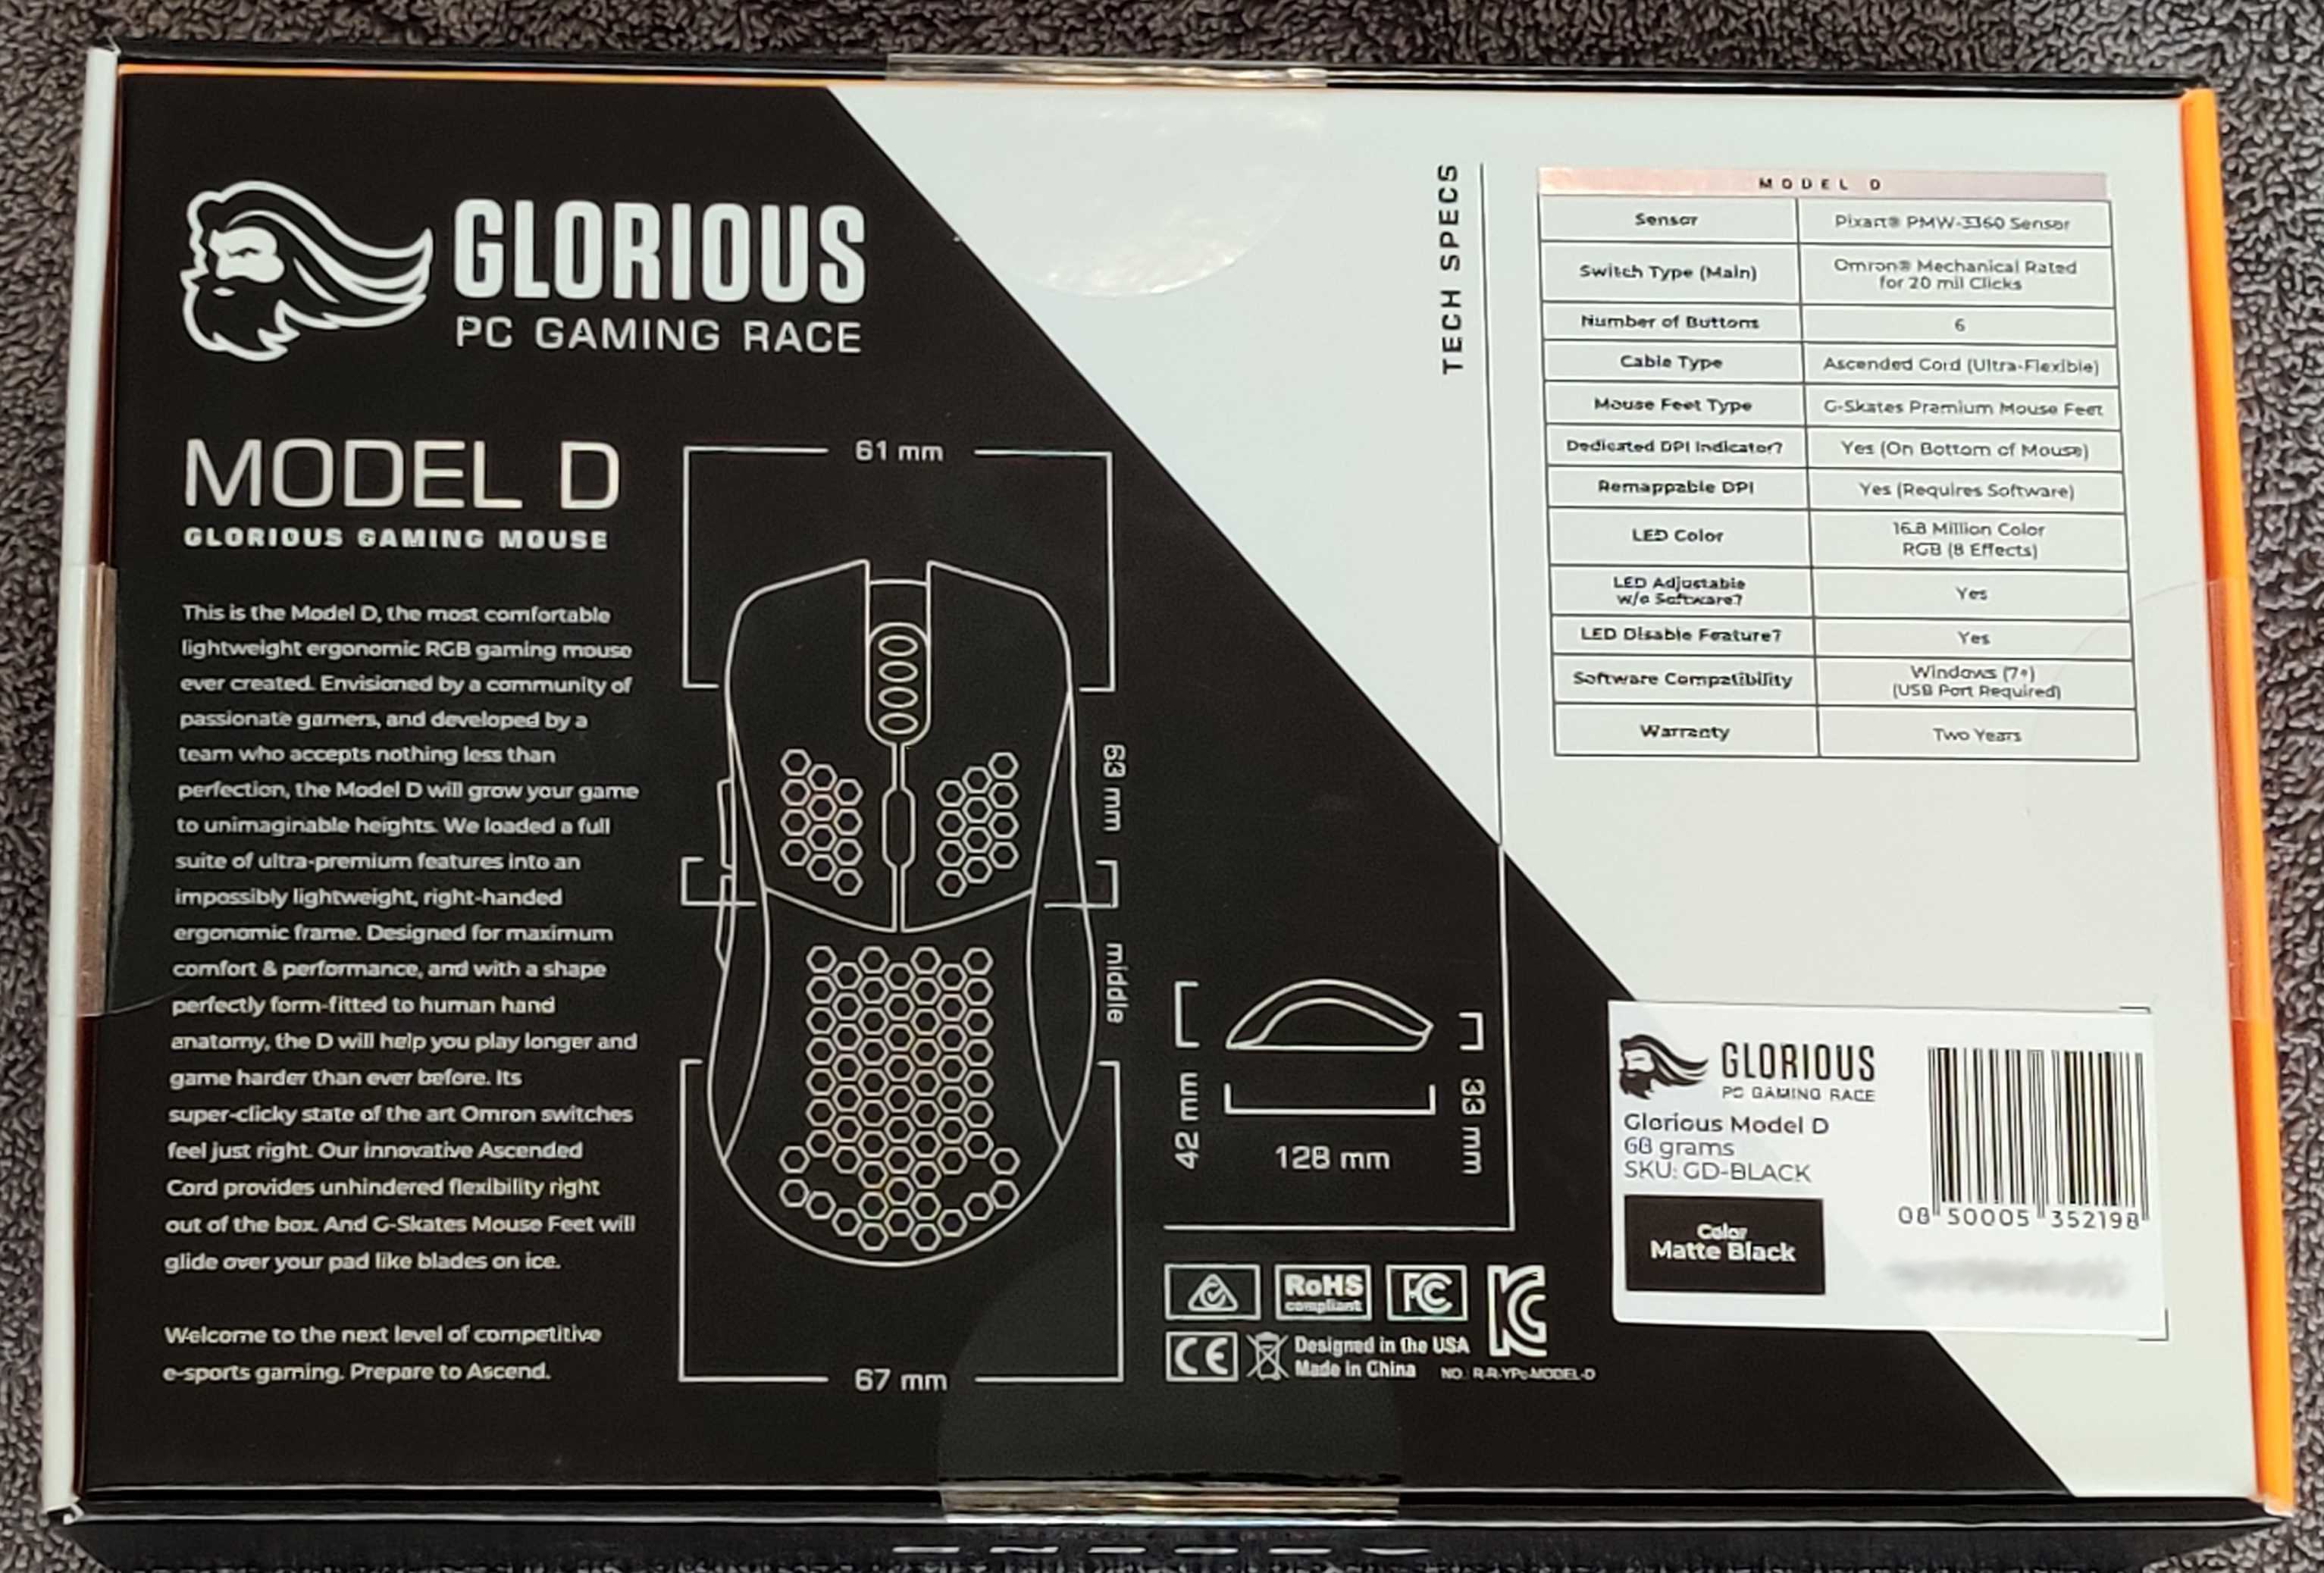 GLORIOUS
PC GAMING RACE
MODEL D
GLORIOUS GAMING MOUSE
This is the Model D, the most comfortable
lightweight ergonomic RGB gaming mouse
ever created. Envisioned by a community of
passionate gamers, and developed by a
team who accepts nothing less than
perfection, the Model D will grow your game
to unimaginable heights. We loaded a full
suite of ultra-premium features into an
impossibly lightweight, right-handed
ergonomic frame. Designed for maximum
comfort & performance, and with a shape
perfectly form-fitted to human hand
anatomy, the D will help you play longer and
game harder than ever before. Its
super-clicky state of the art Omron switches
feel just right. Our innovative Ascended
Cord provides unhindered flexibility right
out of the box. And G-Skates Mouse Feet will
glide over your pad like blades on ice.
Welcome to the next level of competitive
e-sports gaming. Prepare to Ascend.
61 mm
63 mm
middle
67 mm
42 mm
128 mm
33 mm
TECH SPECS
MODEL D
Sensor Pixart® PMW-3360 Sensor
Switch Type (Main) Omron® Mechanical Rated
for 20 mil Clicks
Number of Buttons 6
Cable Type Ascended Cord (Ultra-Flexible)
Mouse Feet Type G-Skates Premium Mouse Feet
Dedicated DPI Indicator? Yes (On Bottom of Mouse)
Remappable DPI Yes (Requires Software)
LED Color 16.8 Million Color
RGB (8 Effects)
LED Adjustable
w/o Software? Yes
LED Disable Feature? Yes
Software Compatibility Windows (7+)
(USB Port Required)
Warranty Two Years
RoHS
compliant
FC
CE
Designed in the USA
Made in China
NO.: R-R-YPc-MODEL-D
GLORIOUS
PC GAMING RACE
Glorious Model D
68 grams
SKU: GD-BLACK
Color
Matte Black
08 50005 352198